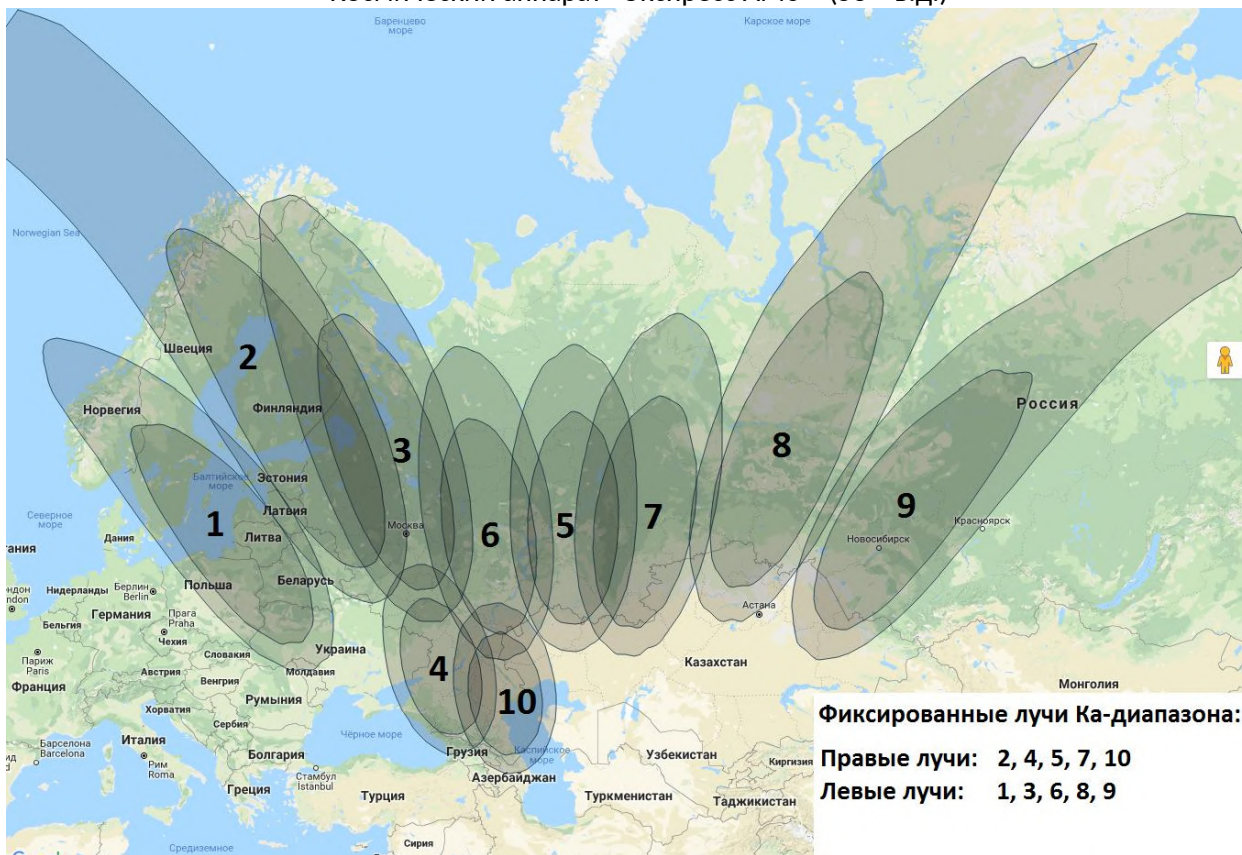 Баренцево
море
Карское море
Norwegian Sea
Швеция
2
Норвегия
Финляндия
3
8
Россия
Балтийское
море
Эстония
1
Латвия
Литва
Москва
6
5
7
9
Северное
море
Дания
Красноярск
Новосибирск
Польша
Беларусь
Нидерланды
Берлин
Berlin
Германия
Бельгия
Прага
Praha
Чехия
Астана
Украина
Словакия
Париж
Paris
Франция
Австрия
Венгрия
Молдавия
Румыния
4
10
Казахстан
Монголия
Хорватия
Сербия
Барселона
Barcelona
Италия
Рим
Roma
Болгария
Чёрное море
Грузия
Каспийское
море
Стамбул
Istanbul
Азербайджан
Узбекистан
Греция
Турция
Туркменистан
Таджикистан
Сирия
Средиземное
Фиксированные лучи Ка-диапазона:
Правые лучи: 2, 4, 5, 7, 10
Левые лучи: 1, 3, 6, 8, 9